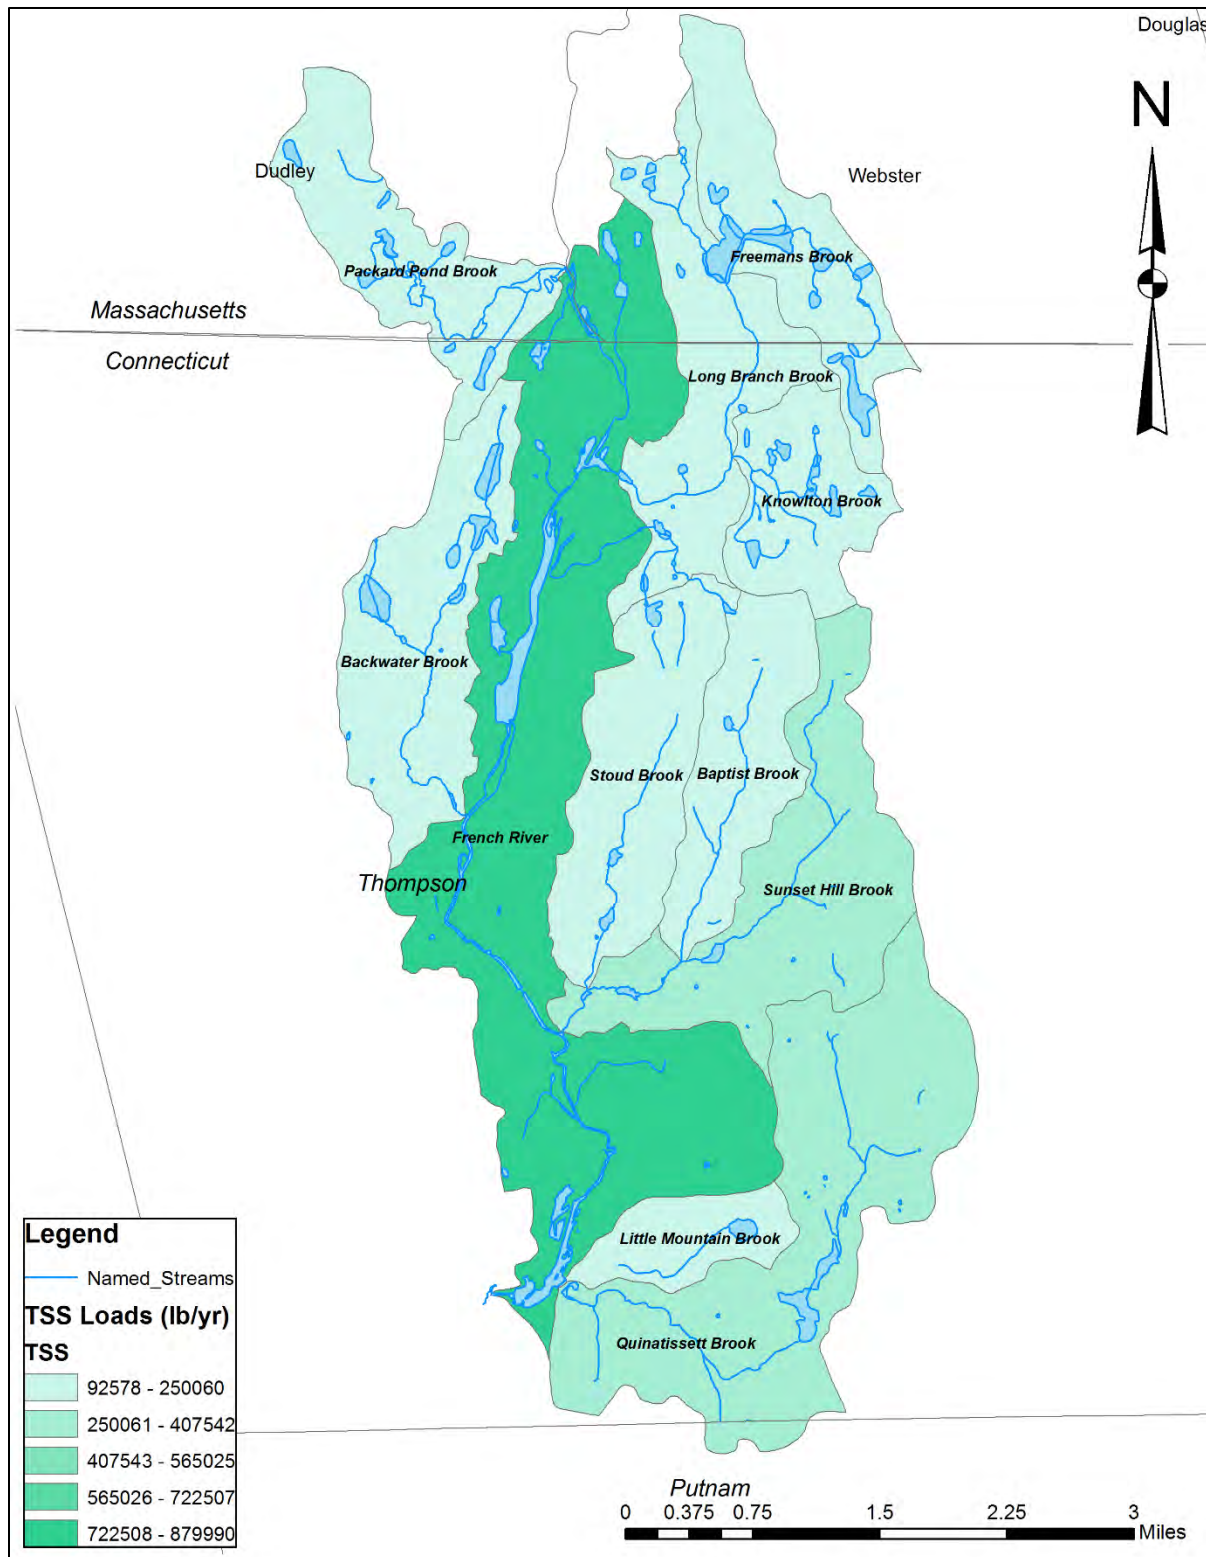 Douglas
N
Dudley
Webster
Freemans Brook
Packard Pond Brook
Massachusetts
Connecticut
Long Branch Brook
Knowlton Brook
Backwater Brook
Stoud Brook
Baptist Brook
French River
Thompson
Sunset Hill Brook
Little Mountain Brook
Quinatissett Brook
Legend
Named_Streams
TSS Loads (lb/yr)
TSS
92578 - 250060
250061 - 407542
407543 - 565025
565026 - 722507
722508 - 879990
Putnam
0 0.375 0.75 1.5 2.25 3
Miles